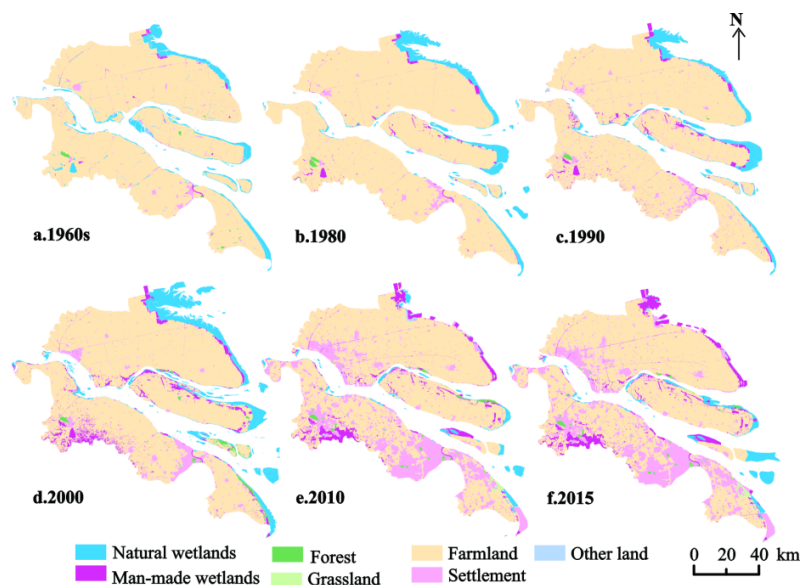 N
a.1960s
b.1980
c.1990
d.2000
e.2010
f.2015
Natural wetlands
Forest
Farmland
Other land
Man-made wetlands
Grassland
Settlement
0 20 40 km